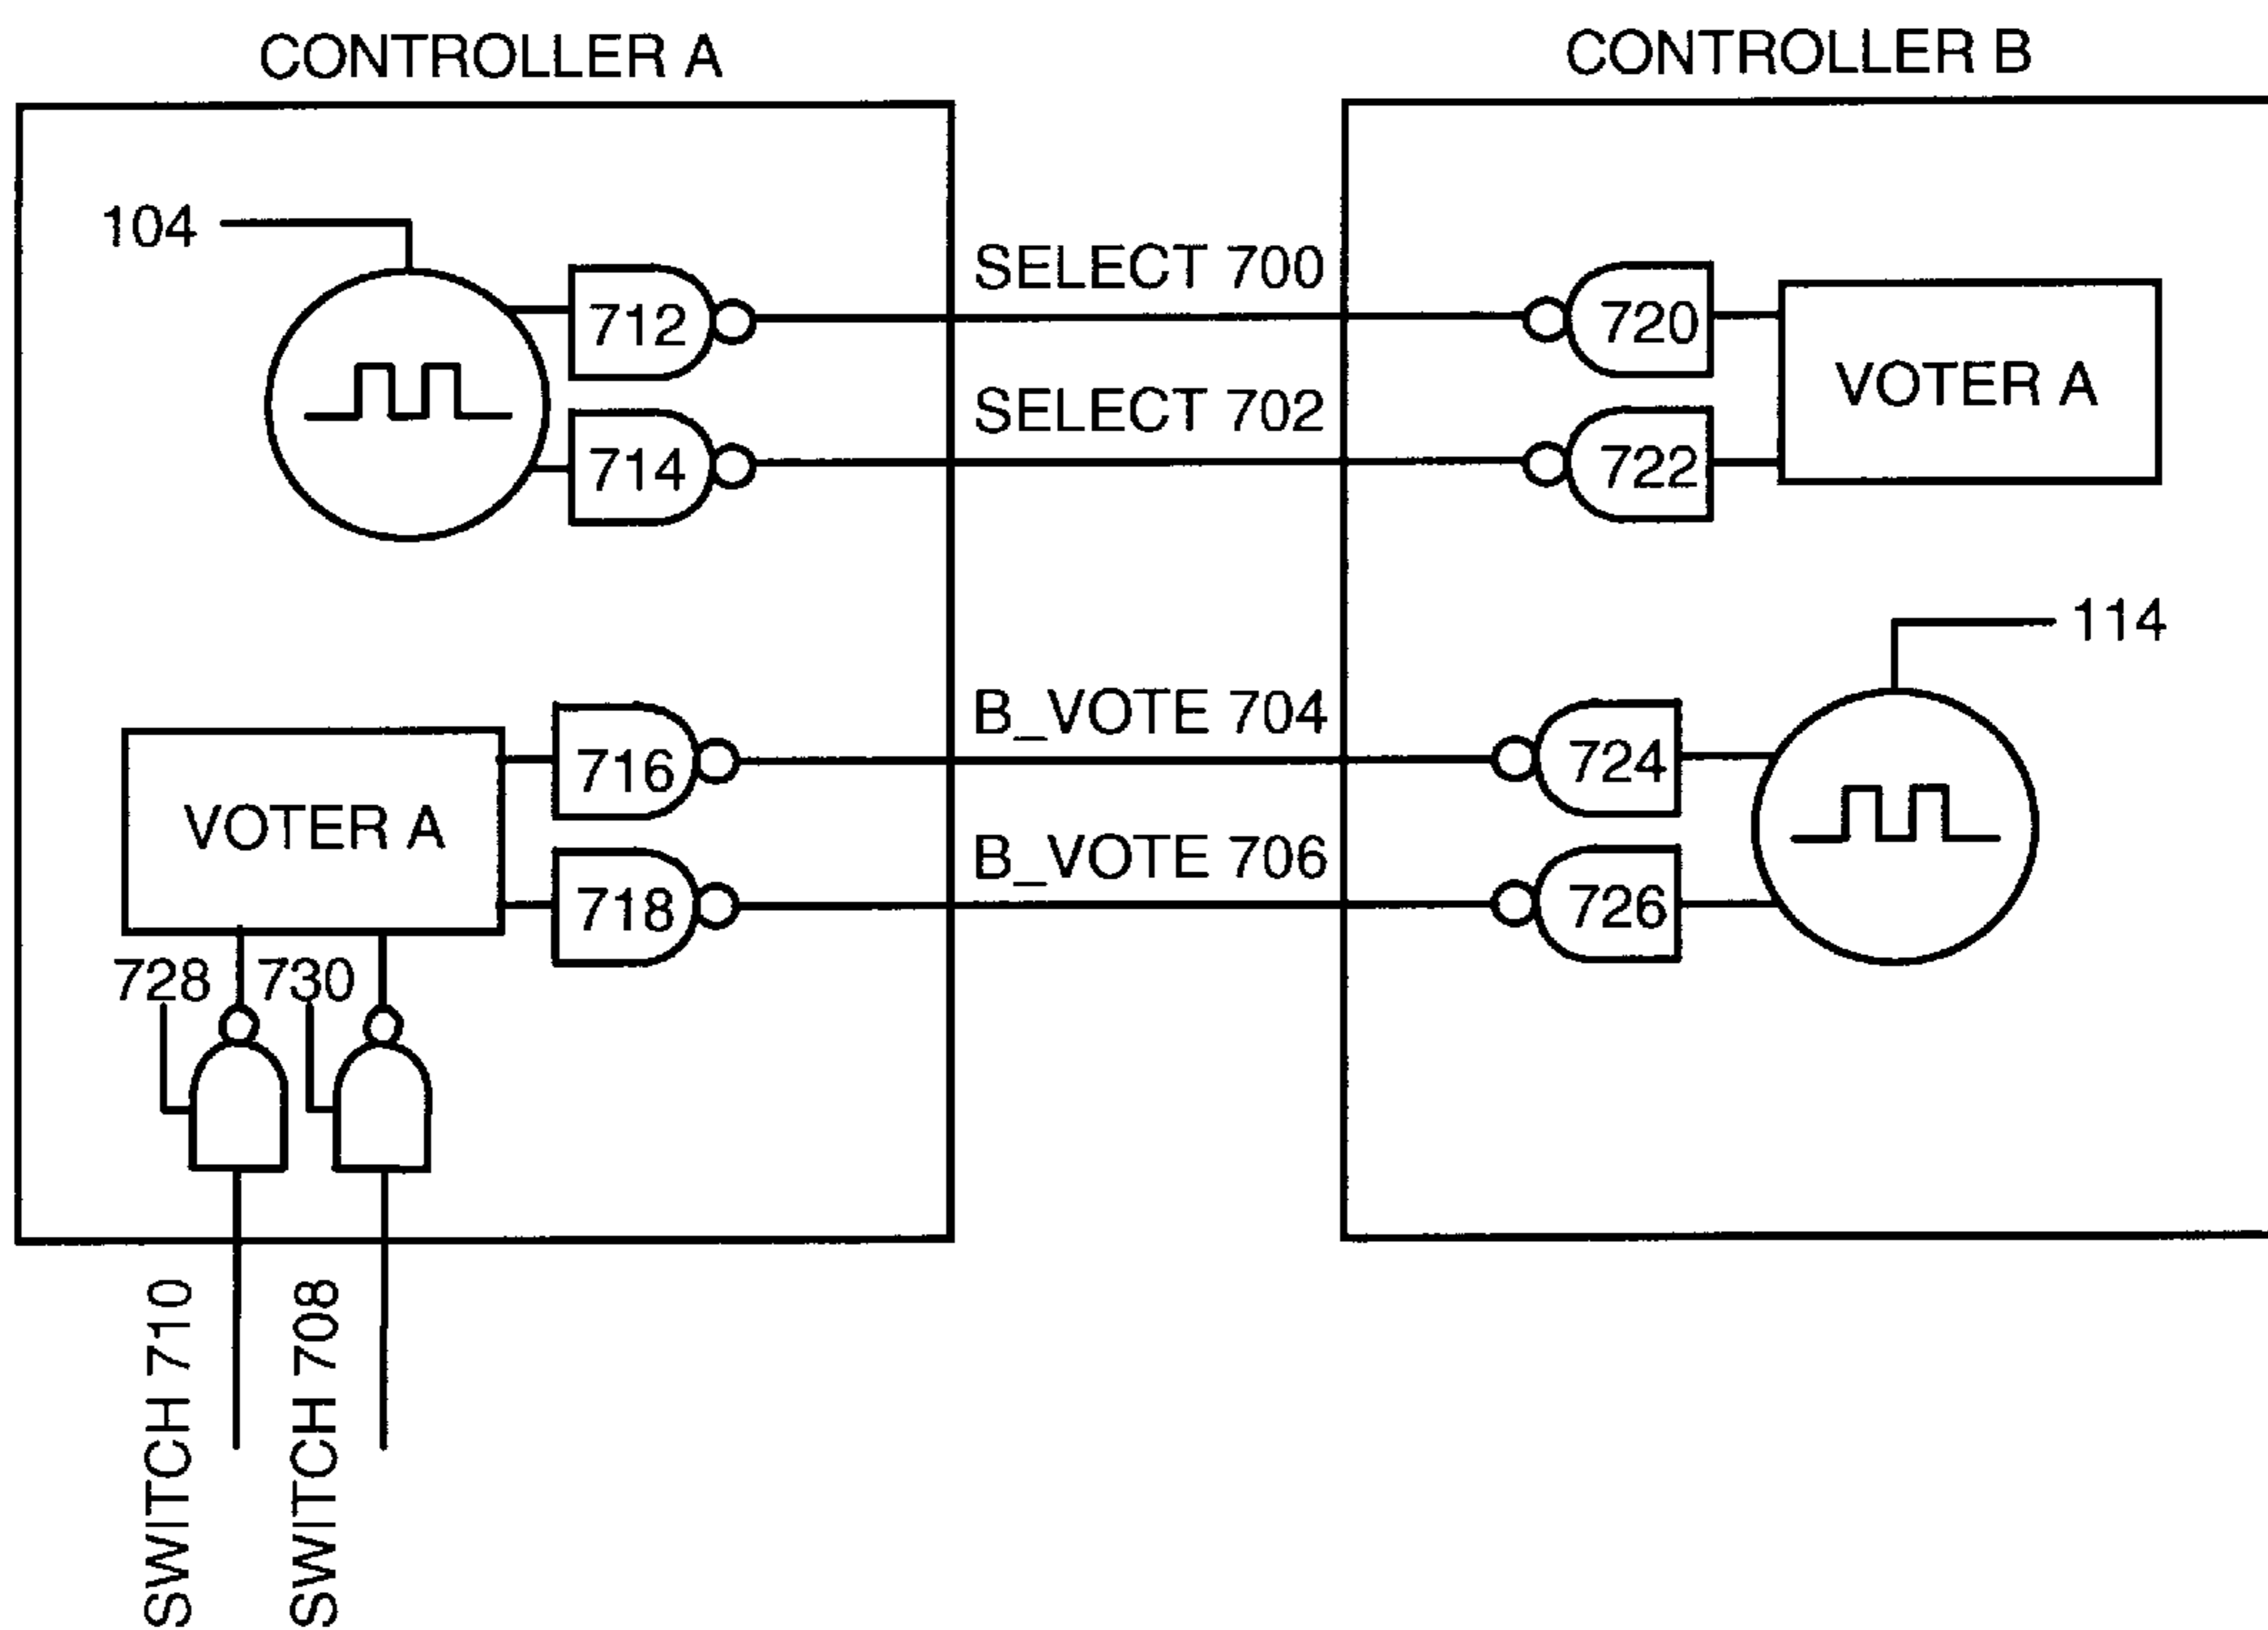 CONTROLLER A
CONTROLLER B
104
712
SELECT 700
720
VOTER A
714
SELECT 702
722
114
716
B_VOTE 704
724
VOTER A
718
B_VOTE 706
726
728
730
SWITCH 710
SWITCH 708